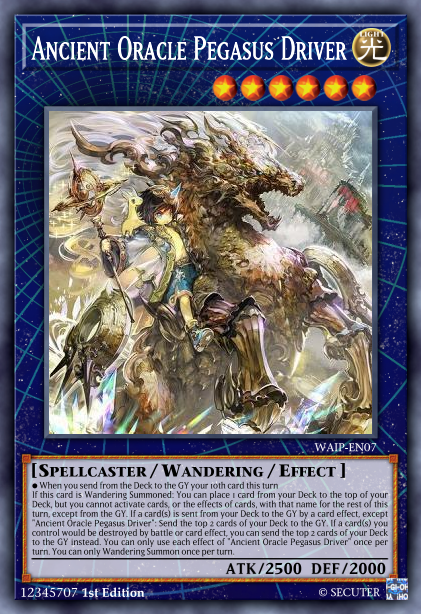 ANCIENT ORACLE PEGASUS DRIVER
LIGHT
光
WAIP-EN07
[SPELLCASTER / WANDERING / EFFECT ]
● When you send from the Deck to the GY your 10th card this turn
If this card is Wandering Summoned: You can place 1 card from your Deck to the top of your
Deck, but you cannot activate cards, or the effects of cards, with that name for the rest of this
turn, except from the GY. If a card(s) is sent from your Deck to the GY by a card effect, except
"Ancient Oracle Pegasus Driver": Send the top 2 cards of your Deck to the GY. If a card(s) you
control would be destroyed by battle or card effect, you can send the top 2 cards of your Deck
to the GY instead. You can only use each effect of "Ancient Oracle Pegasus Driver" once per
turn. You can only Wandering Summon once per turn.
ATK/2500 DEF/2000
12345707 1st Edition
© SECUTER